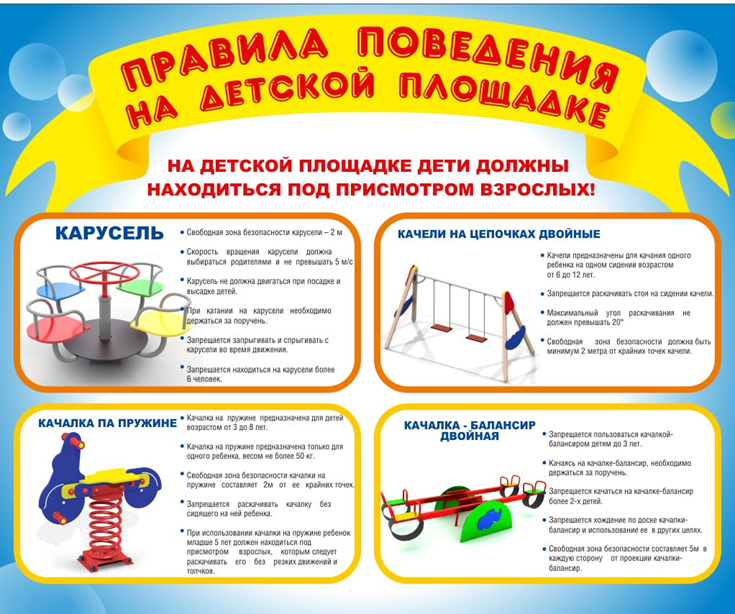 ПРАВИЛА ПОВЕДЕНИЯ
НА ДЕТСКОЙ ПЛОЩАДКЕ
НА ДЕТСКОЙ ПЛОЩАДКЕ ДЕТИ ДОЛЖНЫ
НАХОДИТЬСЯ ПОД ПРИСМОТРОМ ВЗРОСЛЫХ!
КАРУСЕЛЬ
• Свободная зона безопасности карусели – 2 м
• Скорость вращения карусели должна
выбираться родителями и не превышать 5 м/с
• Карусель не должна двигаться при посадке и
высадке детей.
• При катании на карусели необходимо
держаться за поручень.
• Запрещается запрыгивать и спрыгивать с
карусели во время движения.
• Запрещается находиться на карусели более
6 человек.
КАЧЕЛИ НА ЦЕПОЧКАХ ДВОЙНЫЕ
• Качели предназначены для качания одного
ребенка на одном сидении возрастом
от 6 до 12 лет.
• Запрещается раскачивать стоя на сидении качели.
• Максимальный угол раскачивания не
должен превышать 20°
• Свободная зона безопасности должна быть
минимум 2 метра от крайних точек качели.
КАЧАЛКА ПА ПРУЖИНЕ
• Качалка на пружине предназначена для детей
возрастом от 3 до 8 лет.
• Качалка на пружине предназначена только для
одного ребенка, весом не более 50 кг.
• Свободная зона безопасности качалки на
пружине составляет 2м от ее крайних точек.
• Запрещается раскачивать качалку без
сидящего на ней ребенка.
• При использовании качалки на пружине ребенок
младше 5 лет должен находиться под
присмотром взрослых, которым следует
раскачивать его без резких движений и
толчков.
КАЧАЛКА - БАЛАНСИР
ДВОЙНАЯ
• Запрещается пользоваться качалкой-
балансиром детям до 3 лет.
• Качаясь на качалке-балансир, необходимо
держаться за поручень.
• Запрещается качаться на качалке-балансир
более 2-х детей.
• Запрещается хождение по доске качалки-
балансир и использование ее в других целях.
• Свободная зона безопасности составляет 5м в
каждую сторону от проекции качалки-
балансир.